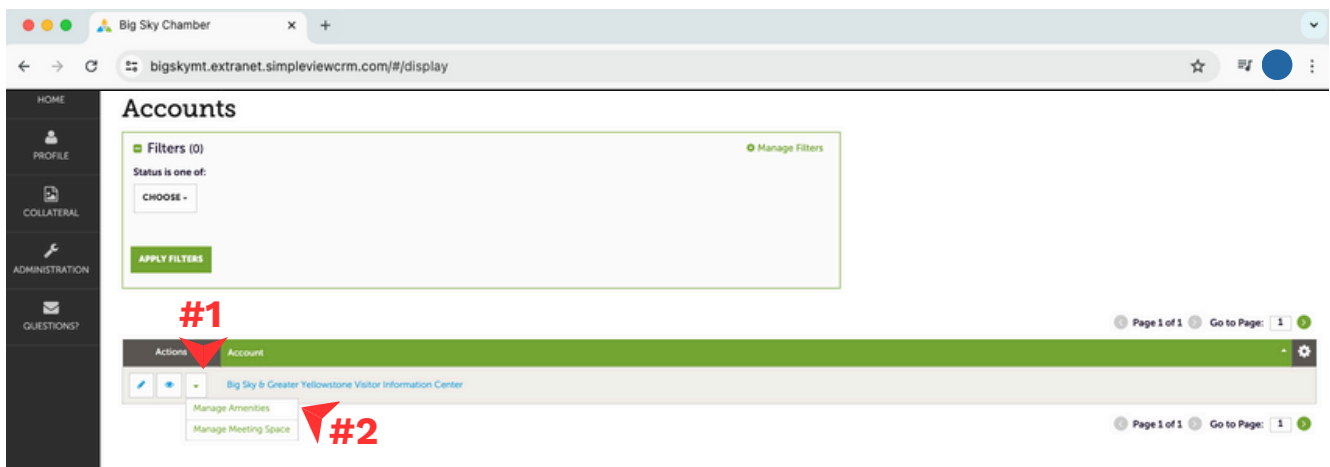 Big Sky Chamber
bigskymt.extranet.simpleviewcrm.com/#/display
HOME
PROFILE
COLLATERAL
ADMINISTRATION
QUESTIONS?
Accounts
Filters (0)
Manage Filters
Status is one of:
CHOOSE
APPLY FILTERS
#1
Page 1 of 1 Go to Page: 1
Actions Account
Big Sky & Greater Yellowstone Visitor Information Center
Manage Amenities
Manage Meeting Space
#2
Page 1 of 1 Go to Page: 1